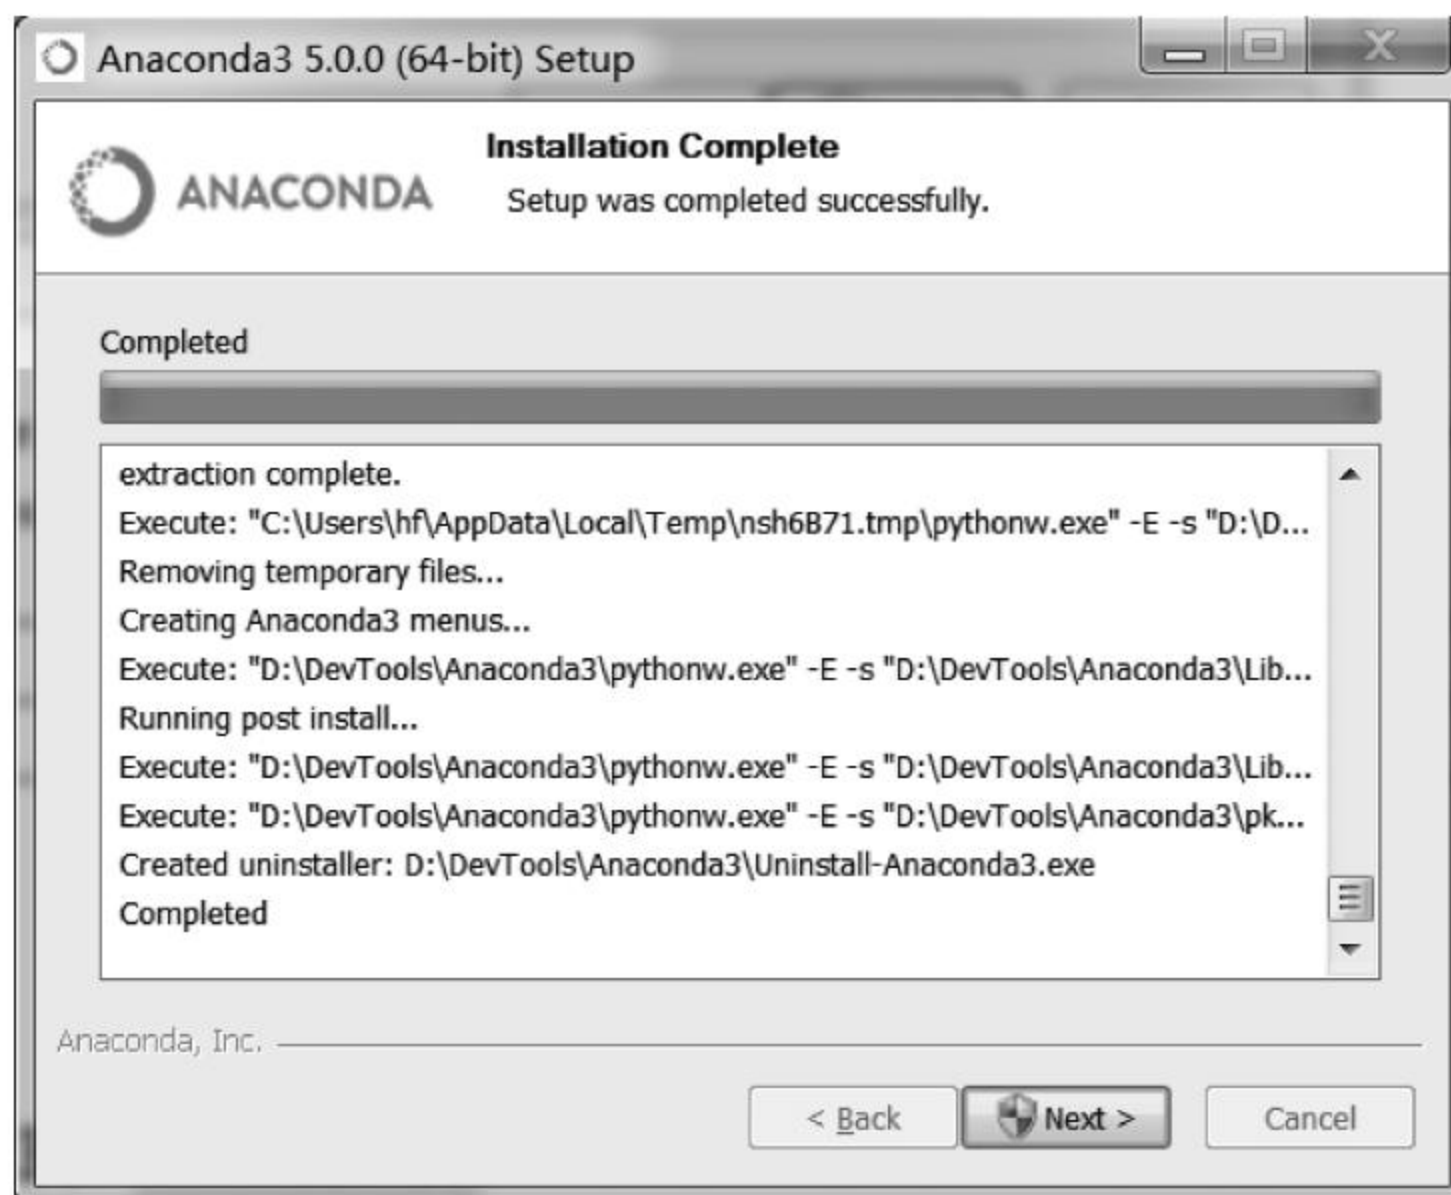 Anaconda3 5.0.0 (64-bit) Setup
ANACONDA
Installation Complete
Setup was completed successfully.
Completed
extraction complete.
Execute: "C:\Users\hf\AppData\Local\Temp\nsh6B71.tmp\pythonw.exe" -E -s "D:\D...
Removing temporary files...
Creating Anaconda3 menus...
Execute: "D:\DevTools\Anaconda3\pythonw.exe" -E -s "D:\DevTools\Anaconda3\Lib...
Running post install...
Execute: "D:\DevTools\Anaconda3\pythonw.exe" -E -s "D:\DevTools\Anaconda3\Lib...
Execute: "D:\DevTools\Anaconda3\pythonw.exe" -E -s "D:\DevTools\Anaconda3\pk...
Created uninstaller: D:\DevTools\Anaconda3\Uninstall-Anaconda3.exe
Completed
Anaconda, Inc.
< Back Next > Cancel